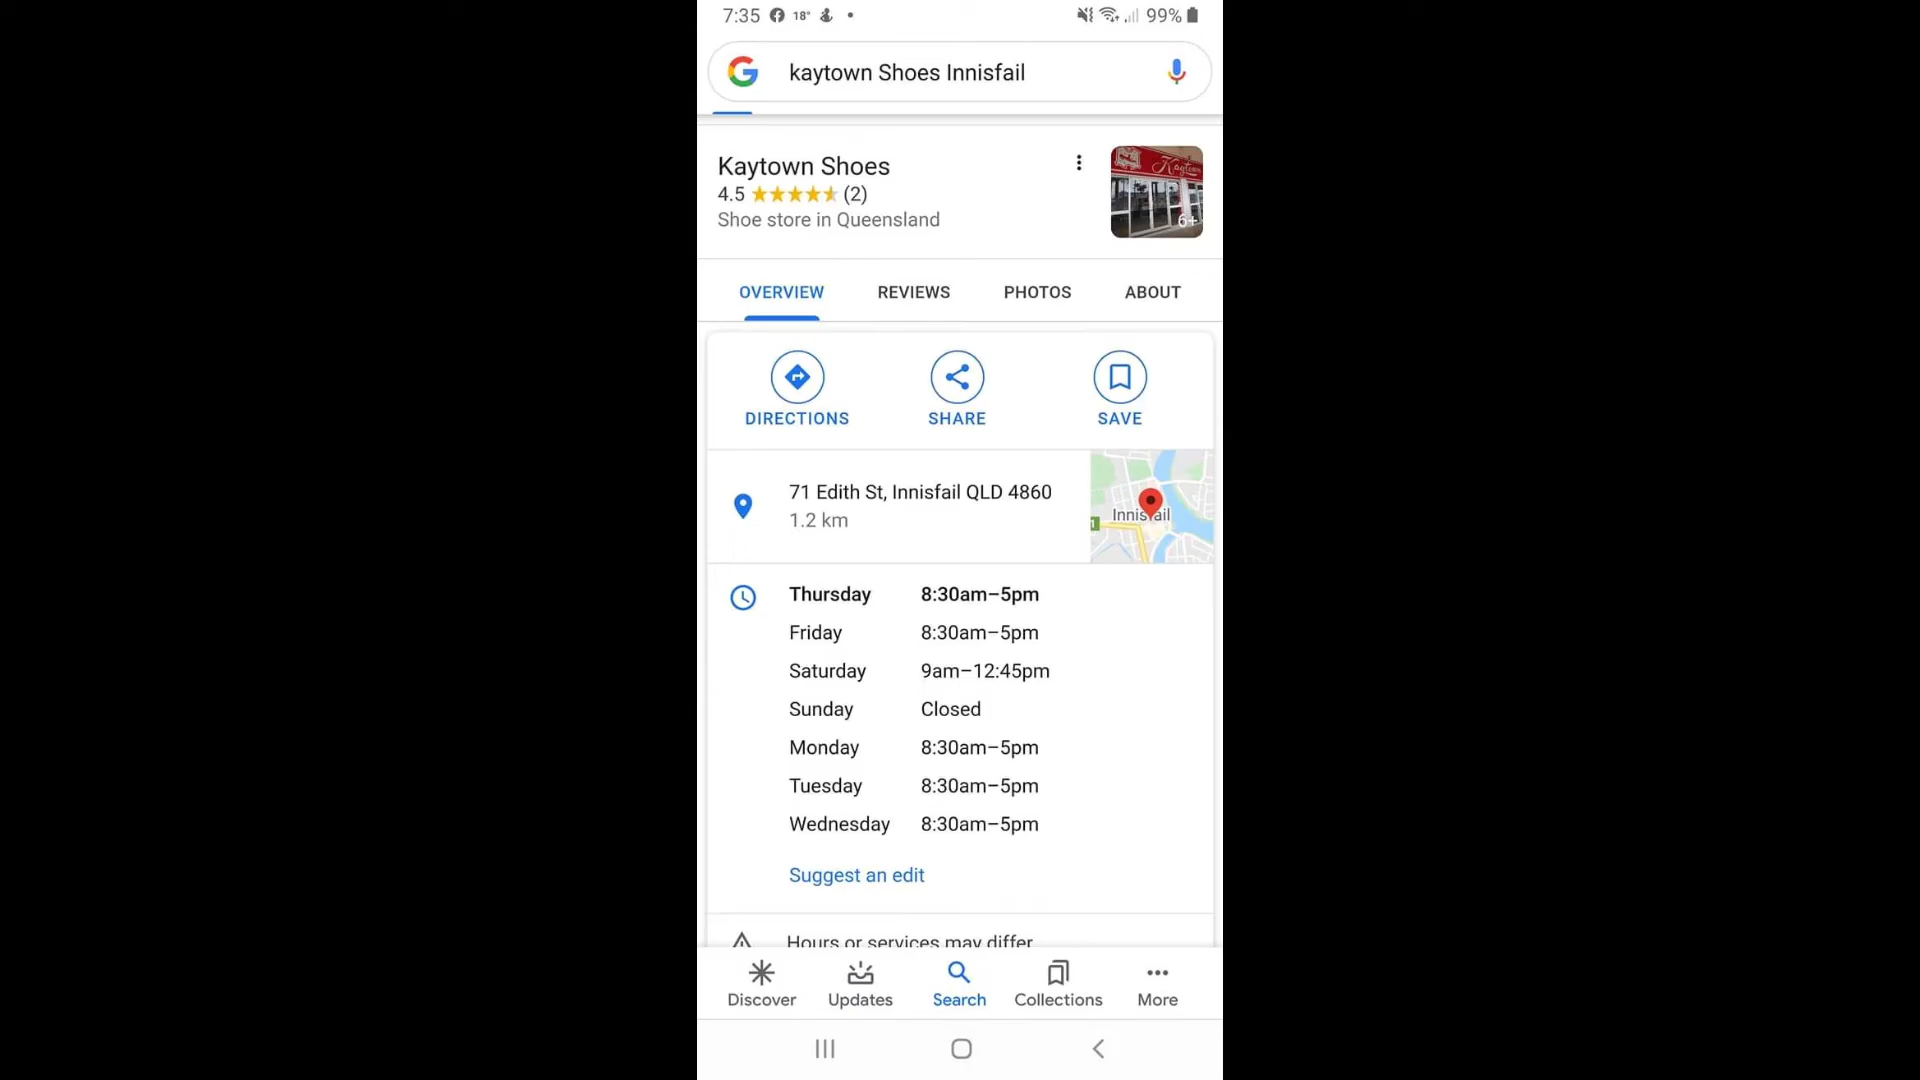 7:35 18° 99%
kaytown Shoes Innisfail
Kaytown Shoes
4.5 (2)
Shoe store in Queensland
Kaytown
6+
OVERVIEW REVIEWS PHOTOS ABOUT
DIRECTIONS SHARE SAVE
71 Edith St, Innisfail QLD 4860
1.2 km
Innisfail
1
Thursday 8:30am–5pm
Friday 8:30am–5pm
Saturday 9am–12:45pm
Sunday Closed
Monday 8:30am–5pm
Tuesday 8:30am–5pm
Wednesday 8:30am–5pm
Suggest an edit
Hours or services may differ
Discover Updates Search Collections More